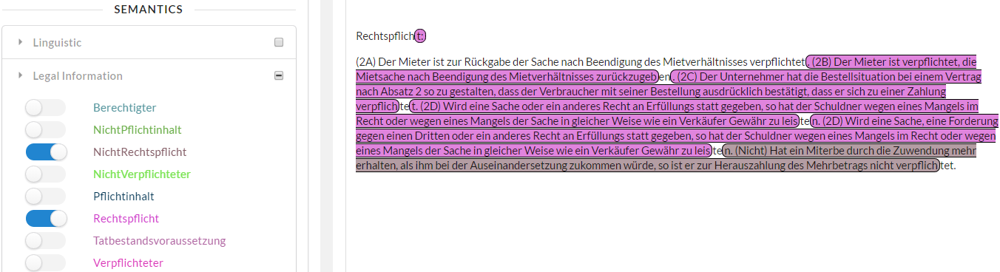 SEMANTICS
Linguistic
Legal Information
Berechtigter
NichtPflichtinhalt
NichtRechtspflicht
NichtVerpflichteter
Pflichtinhalt
Rechtspflicht
Tatbestandsvoraussetzung
Verpflichteter
Rechtspflicht:
(2A) Der Mieter ist zur Rückgabe der Sache nach Beendigung des Mietverhältnisses verpflichtet. (2B) Der Mieter ist verpflichtet, die
Mietsache nach Beendigung des Mietverhältnisses zurückzugeben. (2C) Der Unternehmer hat die Bestellsituation bei einem Vertrag
nach Absatz 2 so zu gestalten, dass der Verbraucher mit seiner Bestellung ausdrücklich bestätigt, dass er sich zu einer Zahlung
verpflichtet. (2D) Wird eine Sache oder ein anderes Recht an Erfüllungs statt gegeben, so hat der Schuldner wegen eines Mangels im
Recht oder wegen eines Mangels der Sache in gleicher Weise wie ein Verkäufer Gewähr zu leisten. (2D) Wird eine Sache, eine Forderung
gegen einen Dritten oder ein anderes Recht an Erfüllungs statt gegeben, so hat der Schuldner wegen eines Mangels im Recht oder wegen
eines Mangels der Sache in gleicher Weise wie ein Verkäufer Gewähr zu leisten. (Nicht) Hat ein Miterbe durch die Zuwendung mehr
erhalten, als ihm bei der Auseinandersetzung zukommen würde, so ist er zur Herauszahlung des Mehrbetrags nicht verpflichtet.